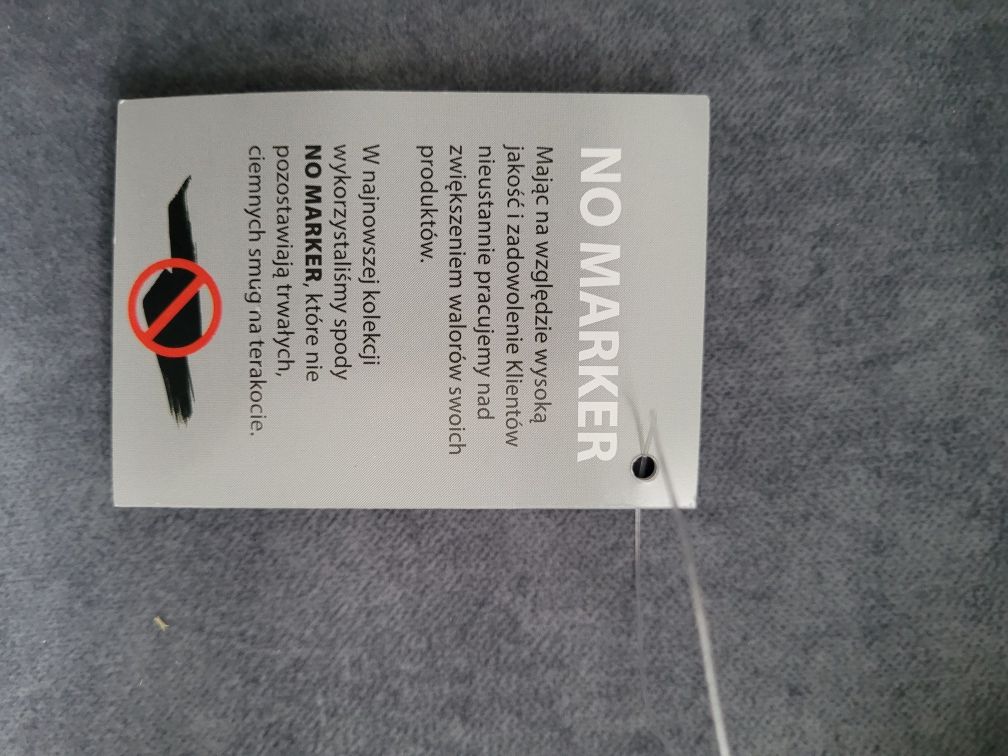 NO MARKER
Mając na względzie wysoką
jakość i zadowolenie Klientów
nieustannie pracujemy nad
zwiększeniem walorów swoich
produktów.
W najnowszej kolekcji
wykorzystaliśmy spody
NO MARKER, które nie
pozostawiają trwałych,
ciemnych smug na terakocie.